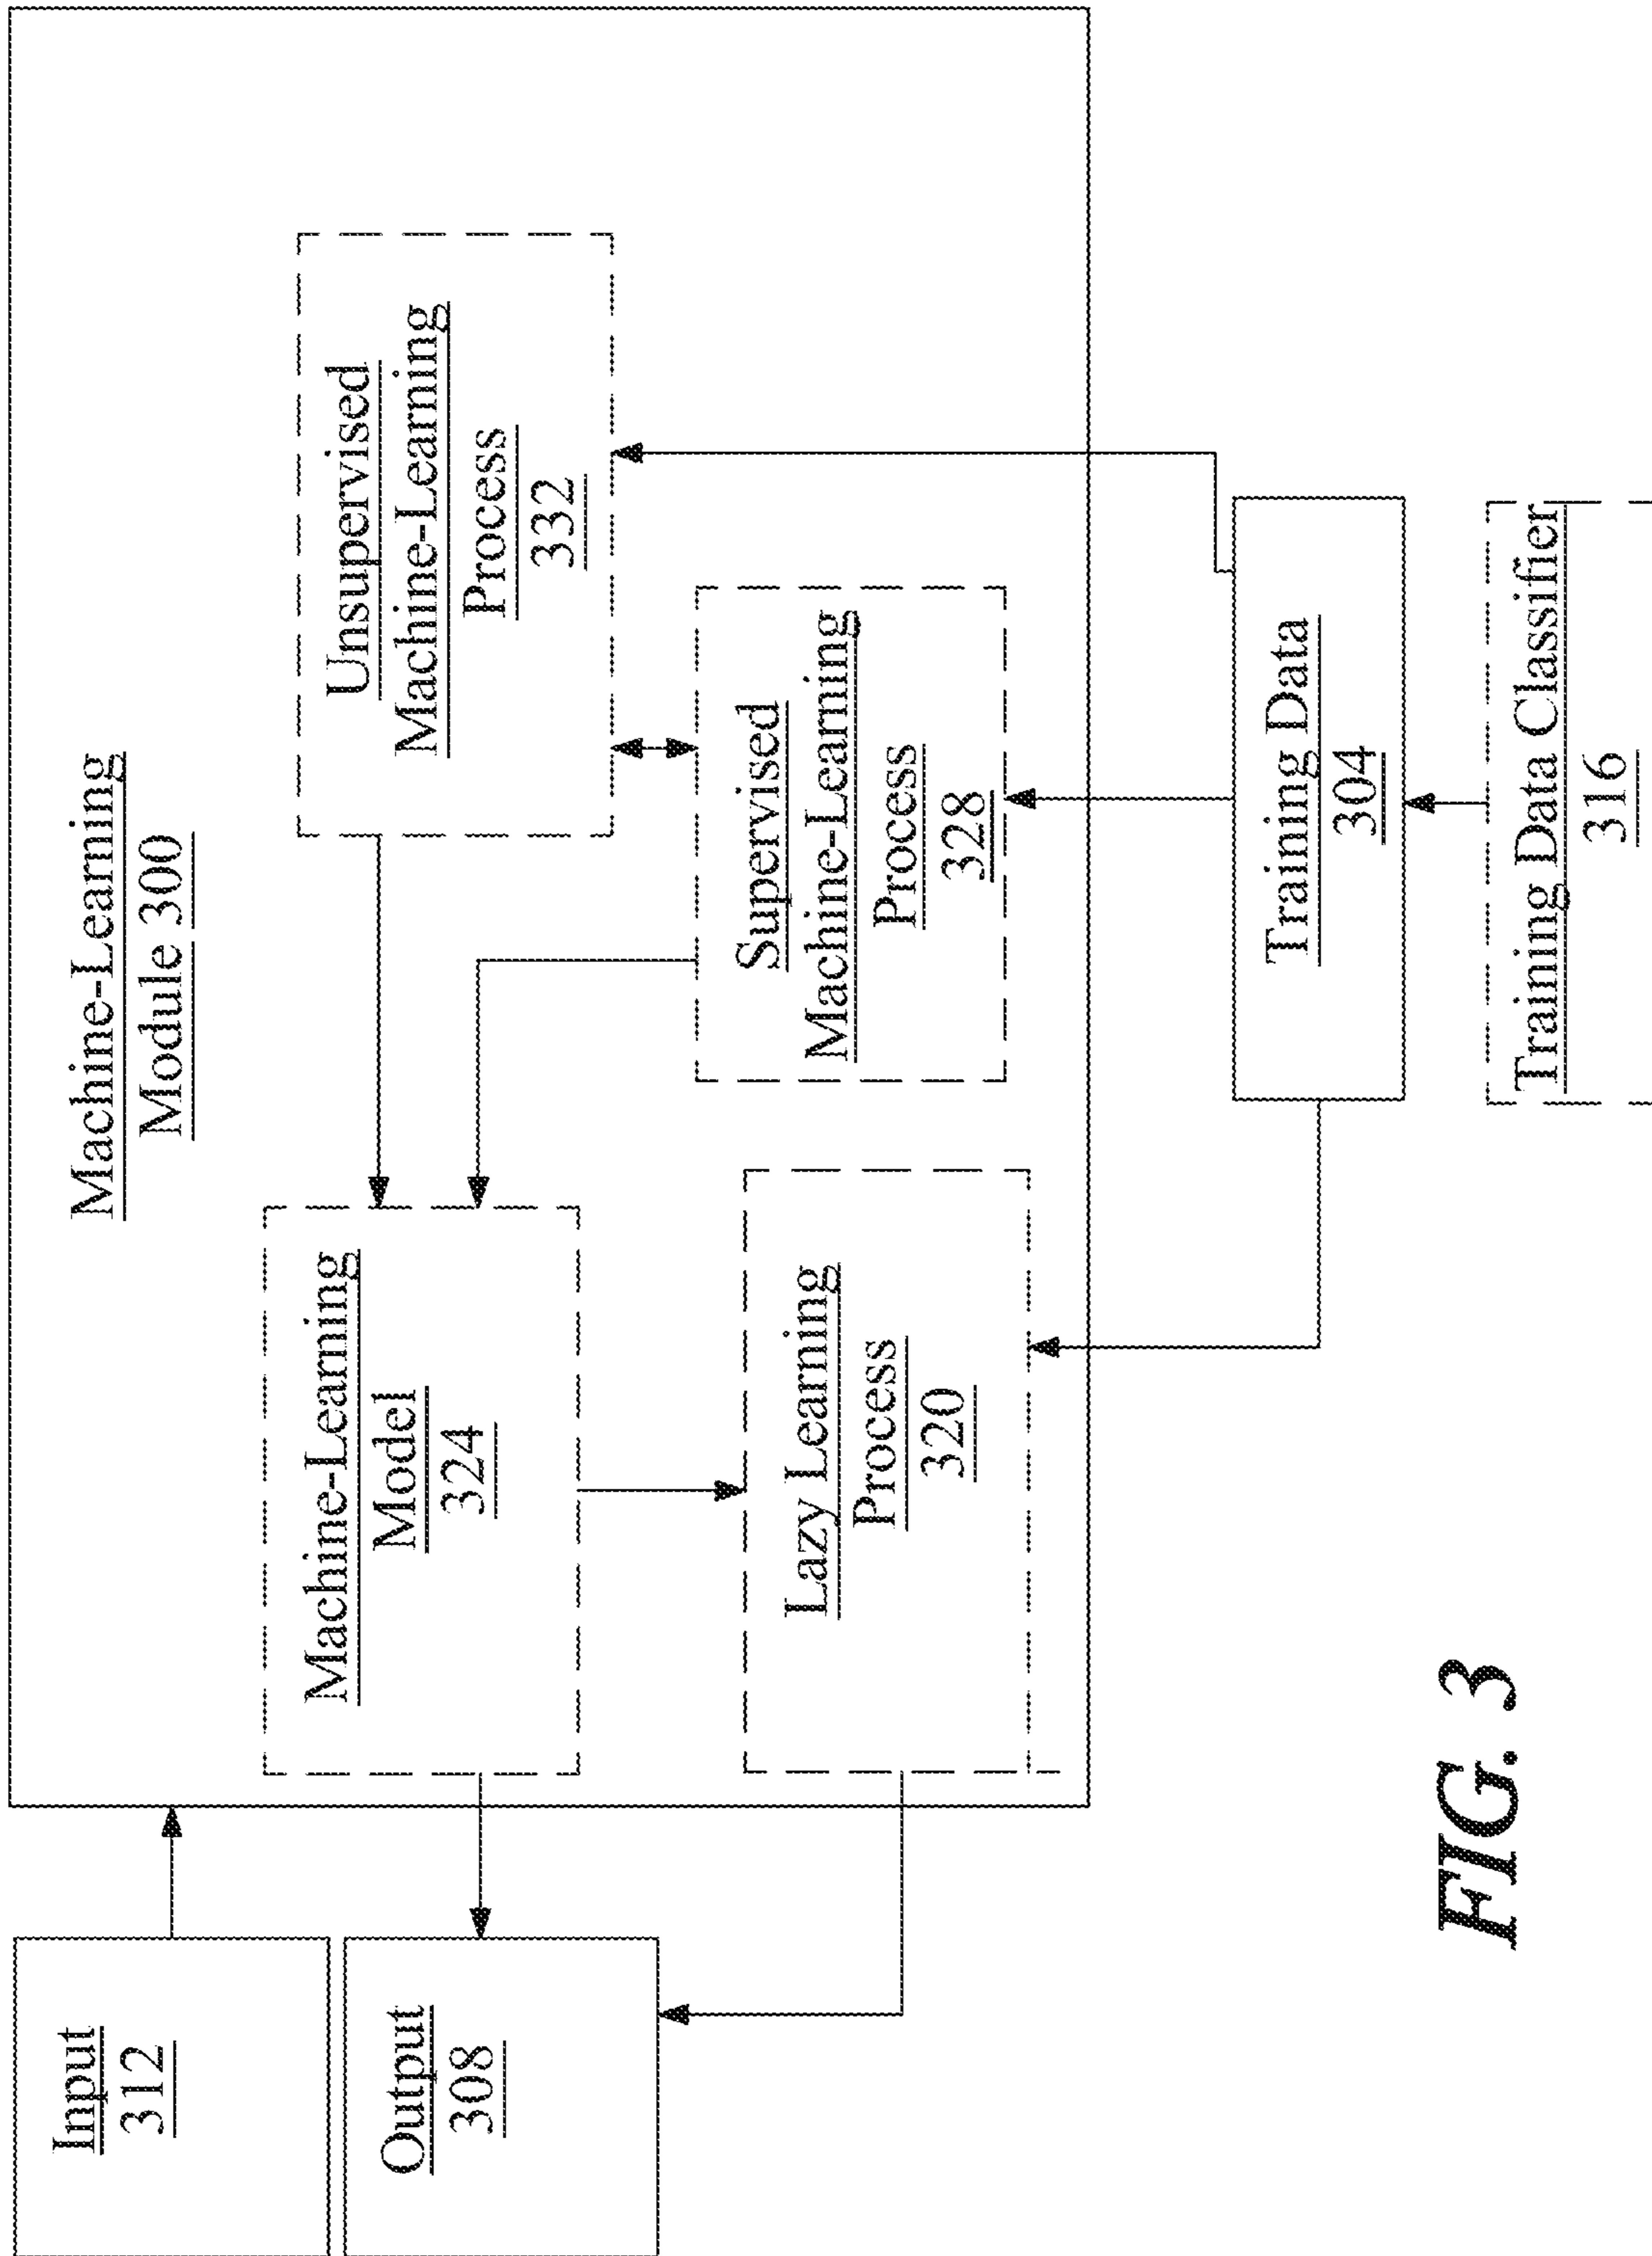 Machine-Learning
Module 300
Input
312
Output
308
Machine-Learning
Model
324
Unsupervised
Machine-Learning
Process
332
Lazy Learning
Process
320
Supervised
Machine-Learning
Process
328
Training Data
304
Training Data Classifier
316
FIG. 3